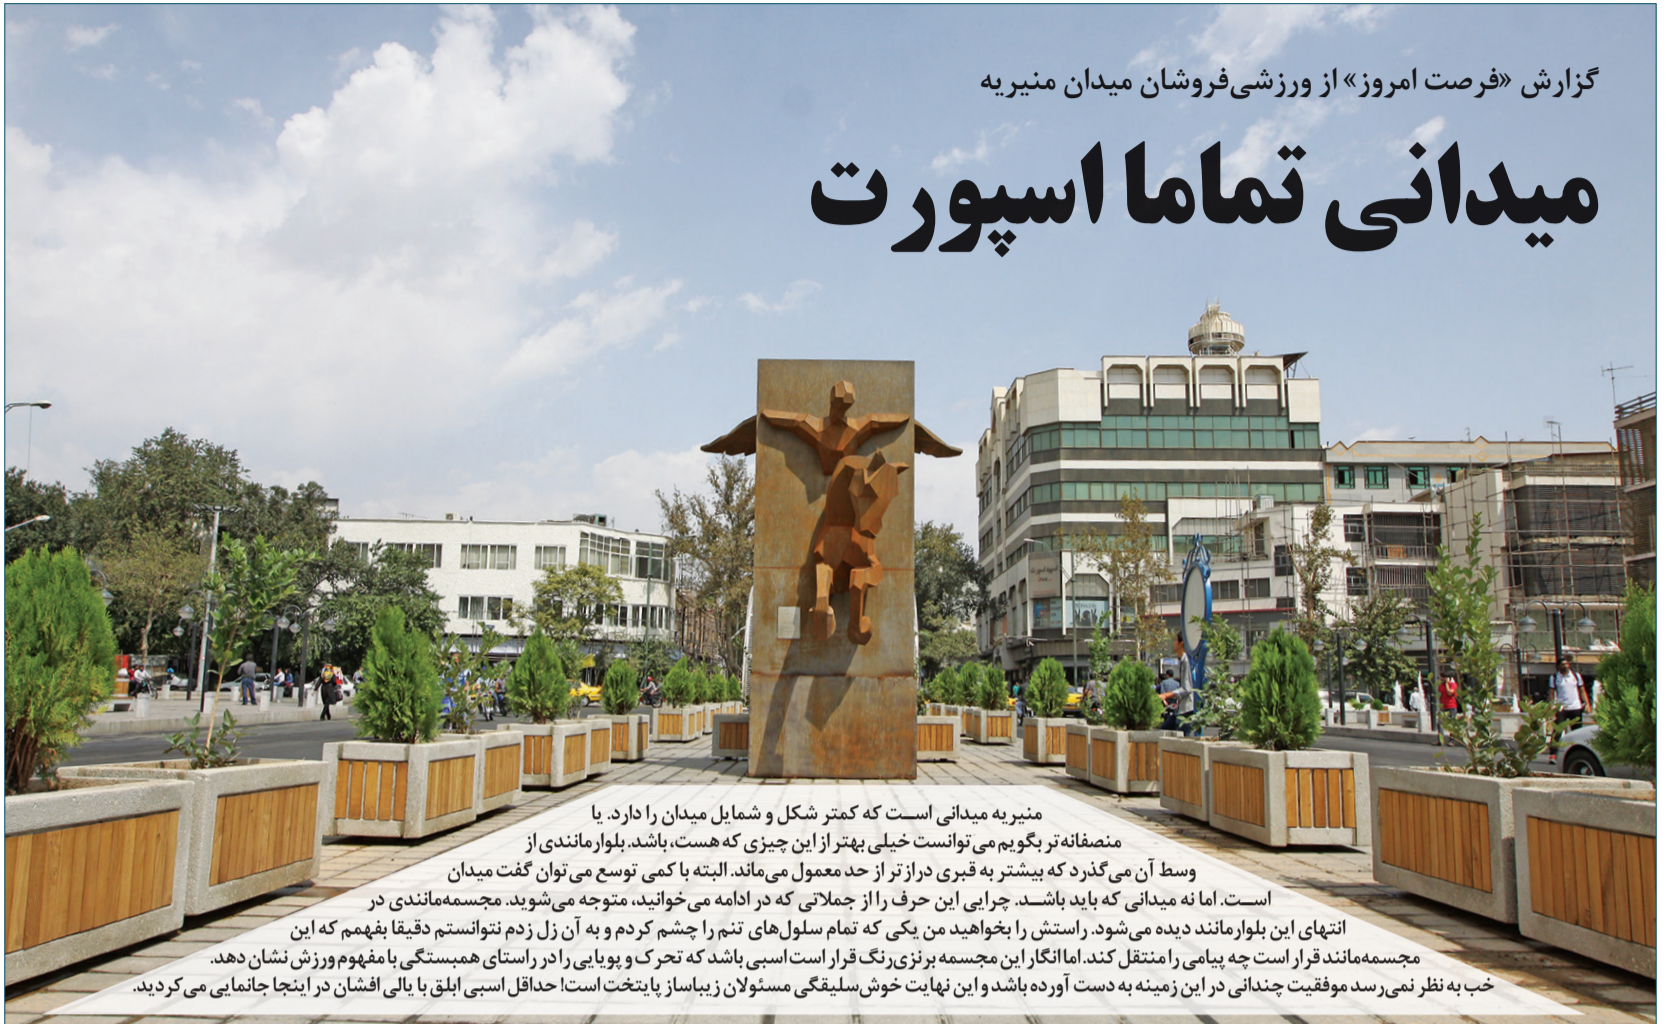 گزارش «فرصت امروز» از ورزشی‌فروشان میدان منیریه
میدانی تماما اسپورت
منیریه میدانی است که کمتر شکل و شمایل میدان را دارد. یا
منصفانه‌تر بگویم می‌توانست خیلی بهتر از این چیزی که هست، باشد. بلوارمانندی از
وسط آن می‌گذرد که بیشتر به قبری درازتر از حد معمول می‌ماند. البته با کمی توسع می‌توان گفت میدان
است. اما نه میدانی که باید باشد. چرایی این حرف را از جملاتی که در ادامه می‌خوانید، متوجه می‌شوید. مجسمه‌مانندی در
انتهای این بلوارمانند دیده می‌شود. راستش را بخواهید من یکی که تمام سلول‌های تنم را چشم کردم و به آن زل زدم نتوانستم دقیقا بفهمم که این
مجسمه‌مانند قرار است چه پیامی را منتقل کند. اما انگار این مجسمه برنزی‌رنگ قرار است اسبی باشد که تحرک و پویایی را در راستای همبستگی با مفهوم ورزش نشان دهد.
خب به نظر نمی‌رسد موفقیت چندانی در این زمینه به دست آورده باشد و این نهایت خوش‌سلیقگی مسئولان زیباساز پایتخت است! حداقل اسبی ابلق با یالی افشان در اینجا جانمایی می‌کردید.